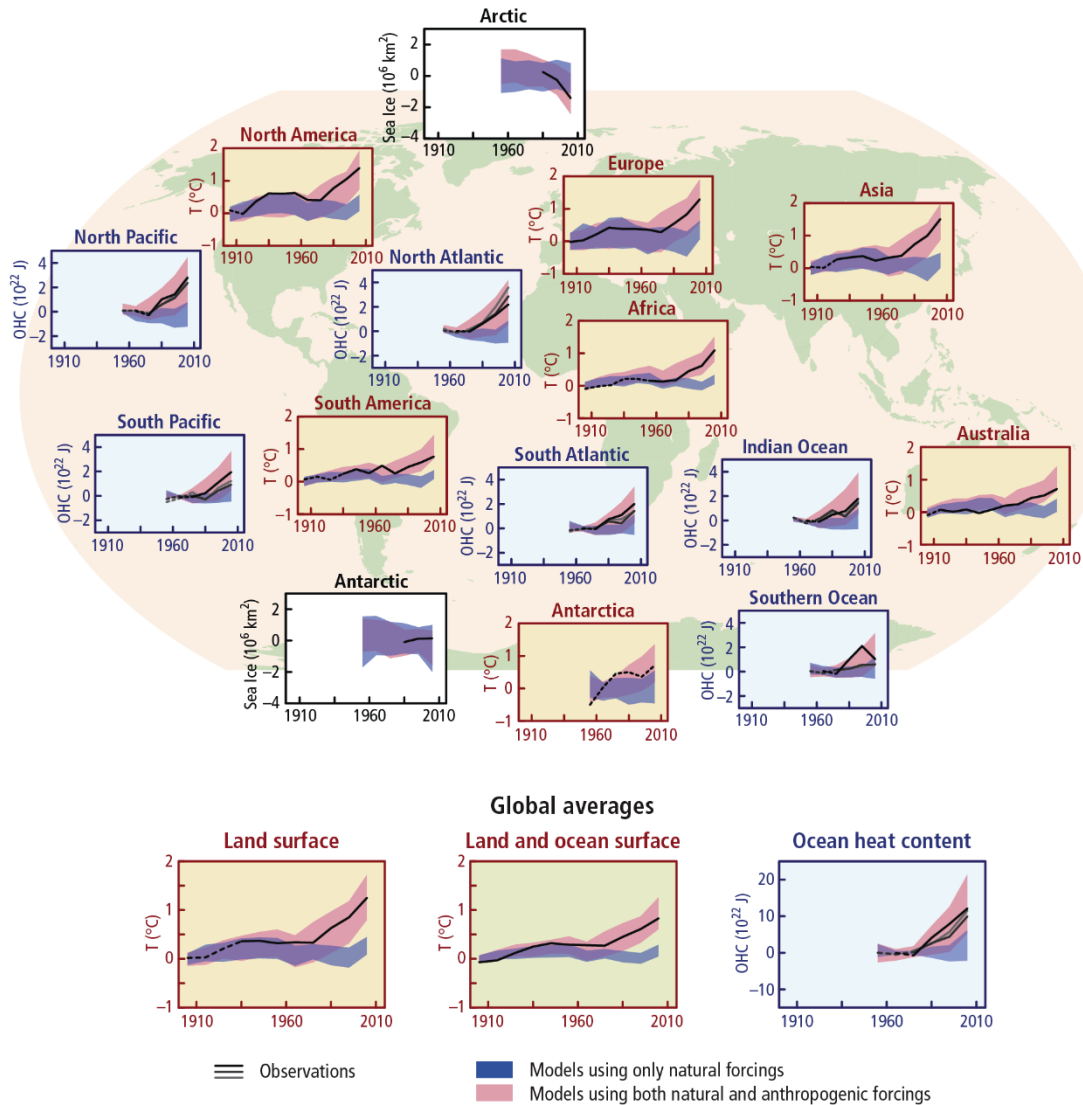 Arctic
Sea Ice (10⁶ km²)
2
0
−2
−4
1910 1960 2010
North America
T (°C)
2
1
0
−1
1910 1960 2010
Europe
T (°C)
2
1
0
−1
1910 1960 2010
Asia
T (°C)
2
1
0
−1
1910 1960 2010
North Pacific
OHC (10²² J)
4
2
0
−2
1910 1960 2010
North Atlantic
OHC (10²² J)
4
2
0
−2
1910 1960 2010
Africa
T (°C)
2
1
0
−1
1910 1960 2010
South Pacific
OHC (10²² J)
4
2
0
−2
1910 1960 2010
South America
T (°C)
2
1
0
−1
1910 1960 2010
South Atlantic
OHC (10²² J)
4
2
0
−2
1910 1960 2010
Indian Ocean
OHC (10²² J)
4
2
0
−2
1910 1960 2010
Australia
T (°C)
2
1
0
−1
1910 1960 2010
Antarctic
Sea Ice (10⁶ km²)
2
0
−2
−4
1910 1960 2010
Antarctica
T (°C)
2
1
0
−1
1910 1960 2010
Southern Ocean
OHC (10²² J)
4
2
0
−2
1910 1960 2010
Global averages
Land surface
T (°C)
2
1
0
−1
1910 1960 2010
Land and ocean surface
T (°C)
2
1
0
−1
1910 1960 2010
Ocean heat content
OHC (10²² J)
20
10
0
−10
1910 1960 2010
Observations
Models using only natural forcings
Models using both natural and anthropogenic forcings